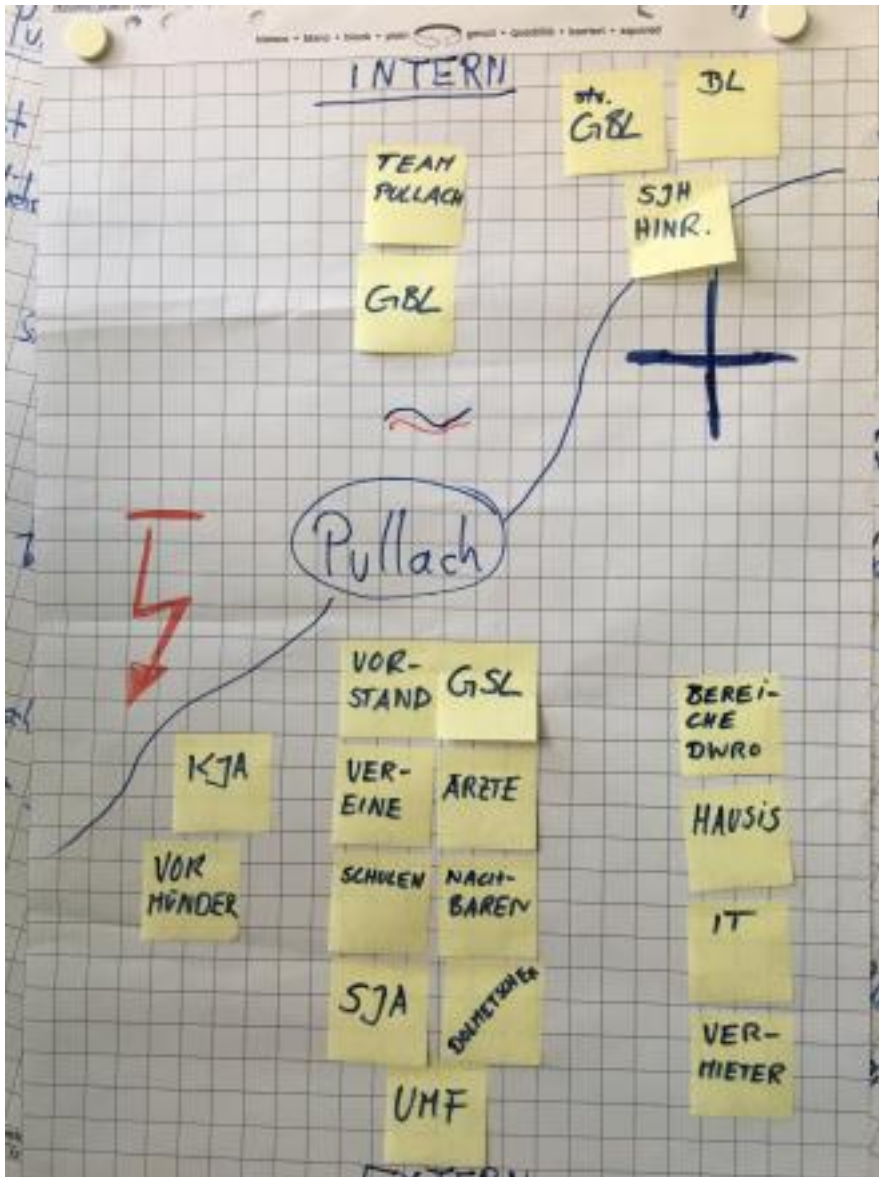 INTERN
stv.
GBL
BL
TEAM
PULLACH
SJH
HINR.
GBL
Pullach
VOR-
STAND
GSL
BEREI-
CHE
DWRO
KJA
VER-
EINE
ÄRZTE
HAUSIS
VOR
MÜNDER
SCHULEN
NACH-
BAREN
IT
SJA
DOLMETSCHER
VER-
MIETER
UMF
EXTERN